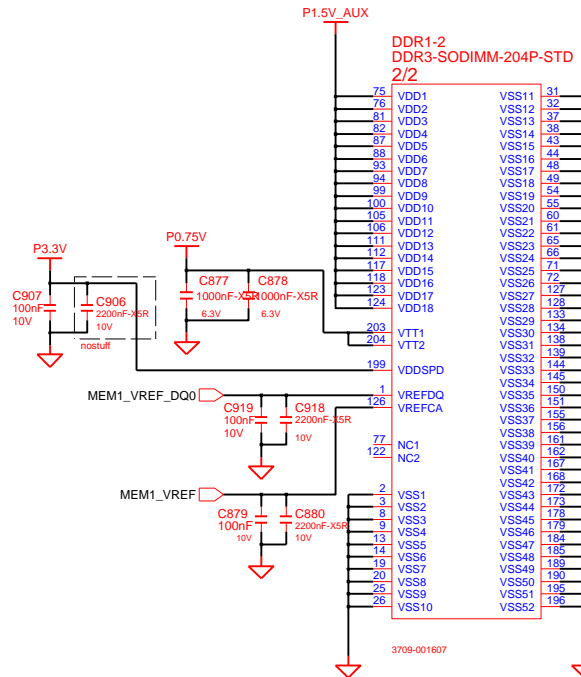 P1.5V_AUX
DDR1-2
DDR3-SODIMM-204P-STD
2/2
75 VDD1 VSS11 31
76 VDD2 VSS12 32
81 VDD3 VSS13 37
82 VDD4 VSS14 38
87 VDD5 VSS15 43
88 VDD6 VSS16 44
93 VDD7 VSS17 48
94 VDD8 VSS18 49
99 VDD9 VSS19 54
100 VDD10 VSS20 55
105 VDD11 VSS21 60
106 VDD12 VSS22 61
111 VDD13 VSS23 65
112 VDD14 VSS24 66
117 VDD15 VSS25 71
118 VDD16 VSS26 72
123 VDD17 VSS27 127
124 VDD18 VSS28 128
VSS29 133
203 VTT1 VSS30 134
204 VTT2 VSS31 138
VSS32 139
199 VDDSPD VSS33 144
VSS34 145
1 VREFDQ VSS35 150
126 VREFCA VSS36 151
VSS37 155
VSS38 156
77 NC1 VSS39 161
122 NC2 VSS40 162
VSS41 167
VSS42 168
2 VSS1 VSS43 172
3 VSS2 VSS44 173
8 VSS3 VSS45 178
9 VSS4 VSS46 179
13 VSS5 VSS47 184
14 VSS6 VSS48 185
19 VSS7 VSS49 189
20 VSS8 VSS50 190
25 VSS9 VSS51 195
26 VSS10 VSS52 196
3709-001607
P3.3V
C907
100nF
10V
C906
2200nF-X5R
10V
nostuff
P0.75V
C877
1000nF-X5R
6.3V
C878
1000nF-X5R
6.3V
MEM1_VREF_DQ0
C919
100nF
10V
C918
2200nF-X5R
10V
MEM1_VREF
C879
100nF
10V
C880
2200nF-X5R
10V